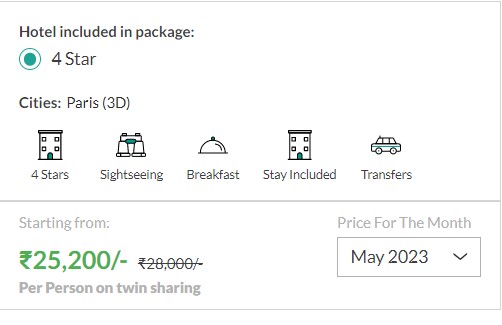 Hotel included in package:
4 Star
Cities: Paris (3D)
4 Stars Sightseeing Breakfast Stay Included Transfers
Starting from: Price For The Month
₹25,200/- ₹28,000/- May 2023
Per Person on twin sharing